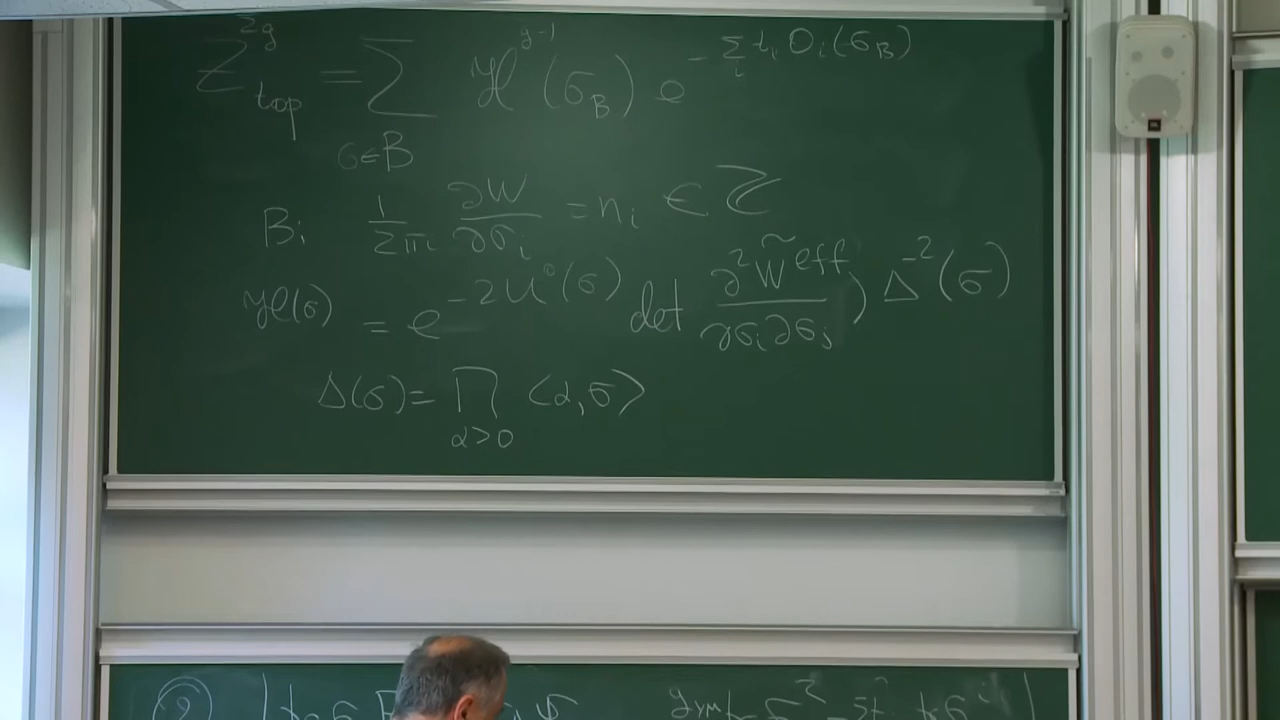 Z^{Σg}_{top} = Σ_{σ∈B} ℋ^{g-1}(σ_B) e^{-Σ_i t_i O_i(σ_B)}
B: 1/(2πi) ∂W/∂σ_i = n_i ∈ ℤ
ℋ(σ) = e^{-2U^0(σ)} det ∂²W̃^{eff}/∂σ_i∂σ_j) Δ^{-2}(σ)
Δ(σ) = ∏_{α>0} <α,σ>
JBL